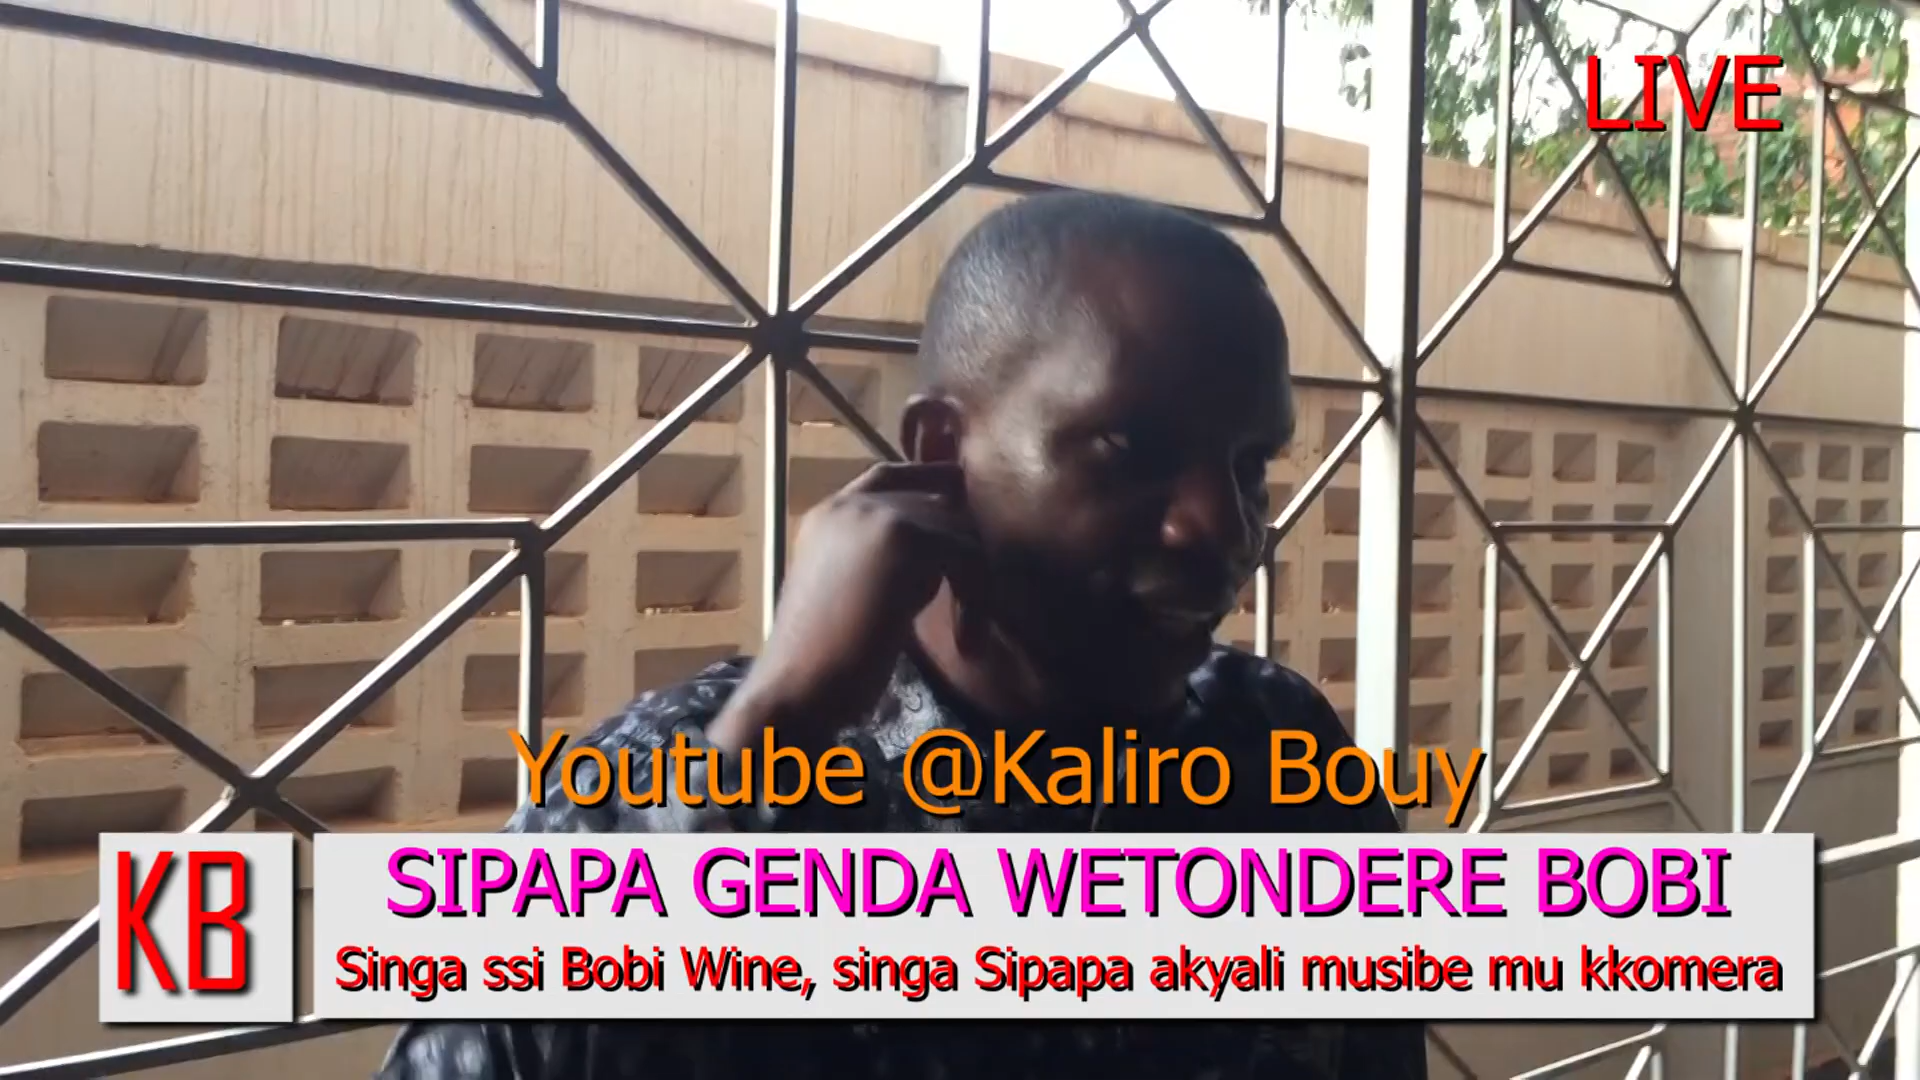 LIVE
Youtube @Kaliro Bouy
KB
SIPAPA GENDA WETONDERE BOBI
Singa ssi Bobi Wine, singa Sipapa akyali musibe mu kkomera